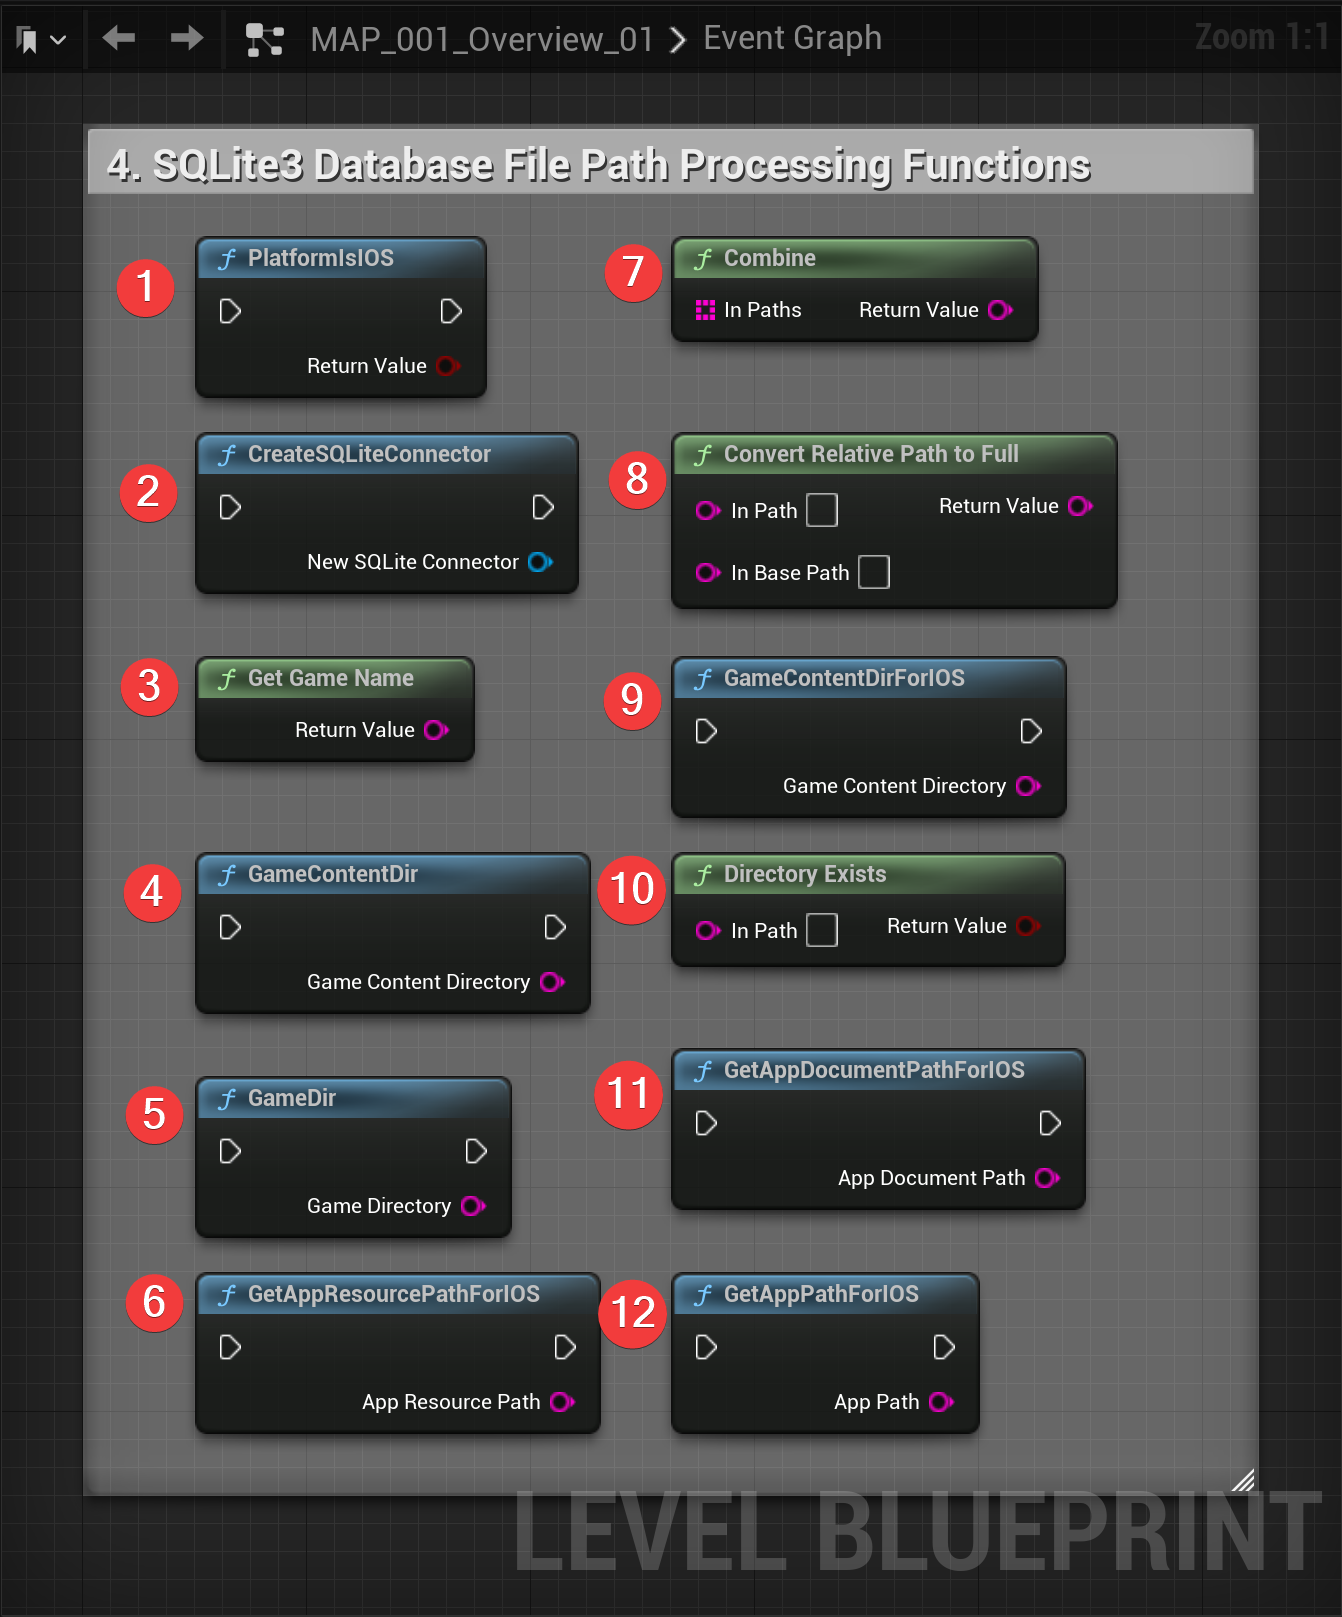 MAP_001_Overview_01 > Event Graph
Zoom 1:1
4. SQLite3 Database File Path Processing Functions
1
f PlatformIsIOS
Return Value
2
f CreateSQLiteConnector
New SQLite Connector
3
f Get Game Name
Return Value
4
f GameContentDir
Game Content Directory
5
f GameDir
Game Directory
6
f GetAppResourcePathForIOS
App Resource Path
7
f Combine
In Paths Return Value
8
f Convert Relative Path to Full
In Path Return Value
In Base Path
9
f GameContentDirForIOS
Game Content Directory
10
f Directory Exists
In Path Return Value
11
f GetAppDocumentPathForIOS
App Document Path
12
f GetAppPathForIOS
App Path
LEVEL BLUEPRINT